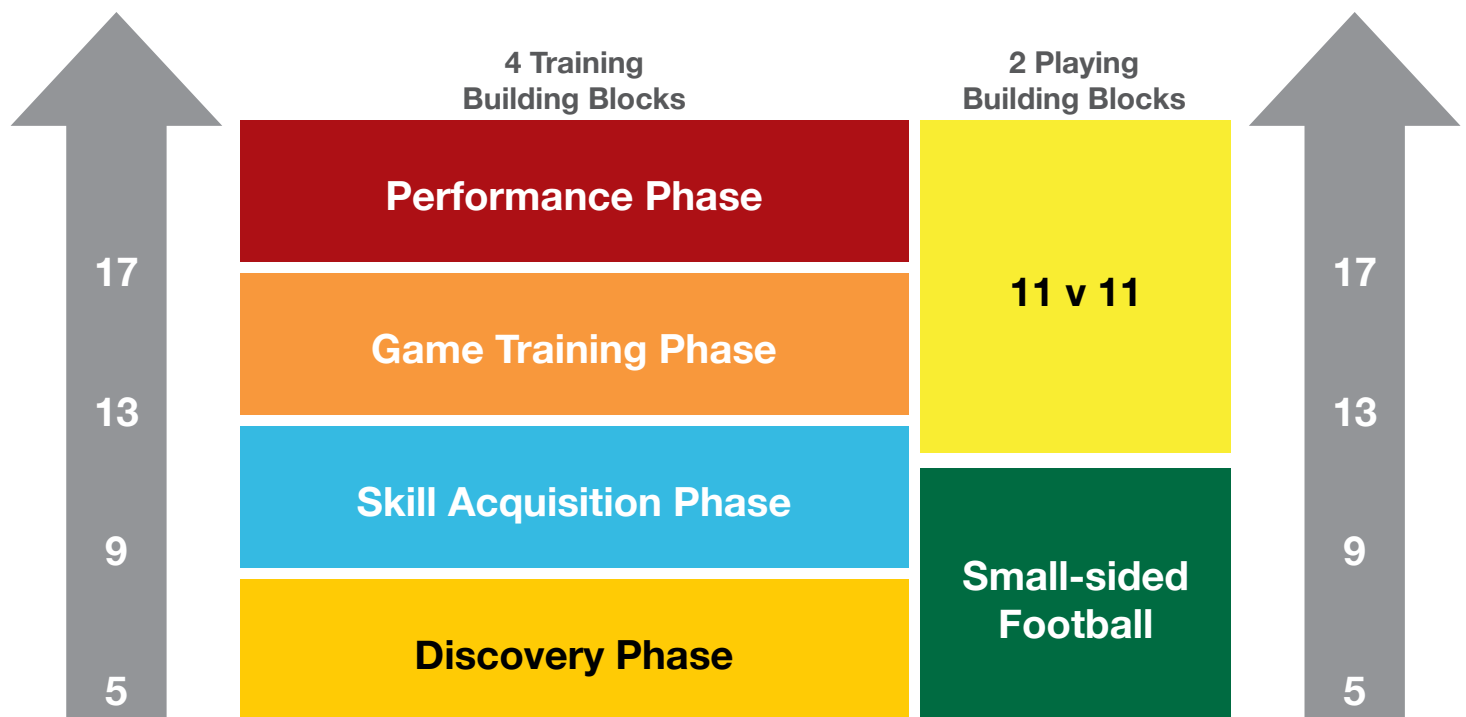 4 Training
Building Blocks
2 Playing
Building Blocks
Performance Phase
Game Training Phase
Skill Acquisition Phase
Discovery Phase
11 v 11
Small-sided
Football
17
13
9
5
17
13
9
5